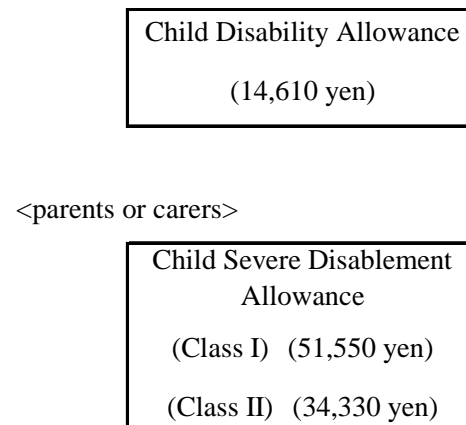 Child Disability Allowance
(14,610 yen)
<parents or carers>
Child Severe Disablement
Allowance
(Class I) (51,550 yen)
(Class II) (34,330 yen)